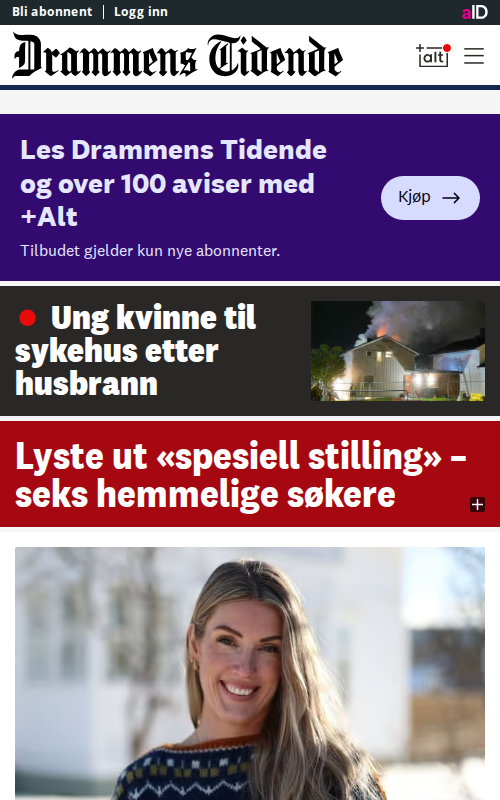 Bli abonnent | Logg inn
aID
Drammens Tidende
+alt
Les Drammens Tidende
og over 100 aviser med
+Alt
Kjøp →
Tilbudet gjelder kun nye abonnenter.
Ung kvinne til
sykehus etter
husbrann
Lyste ut «spesiell stilling» –
seks hemmelige søkere
+